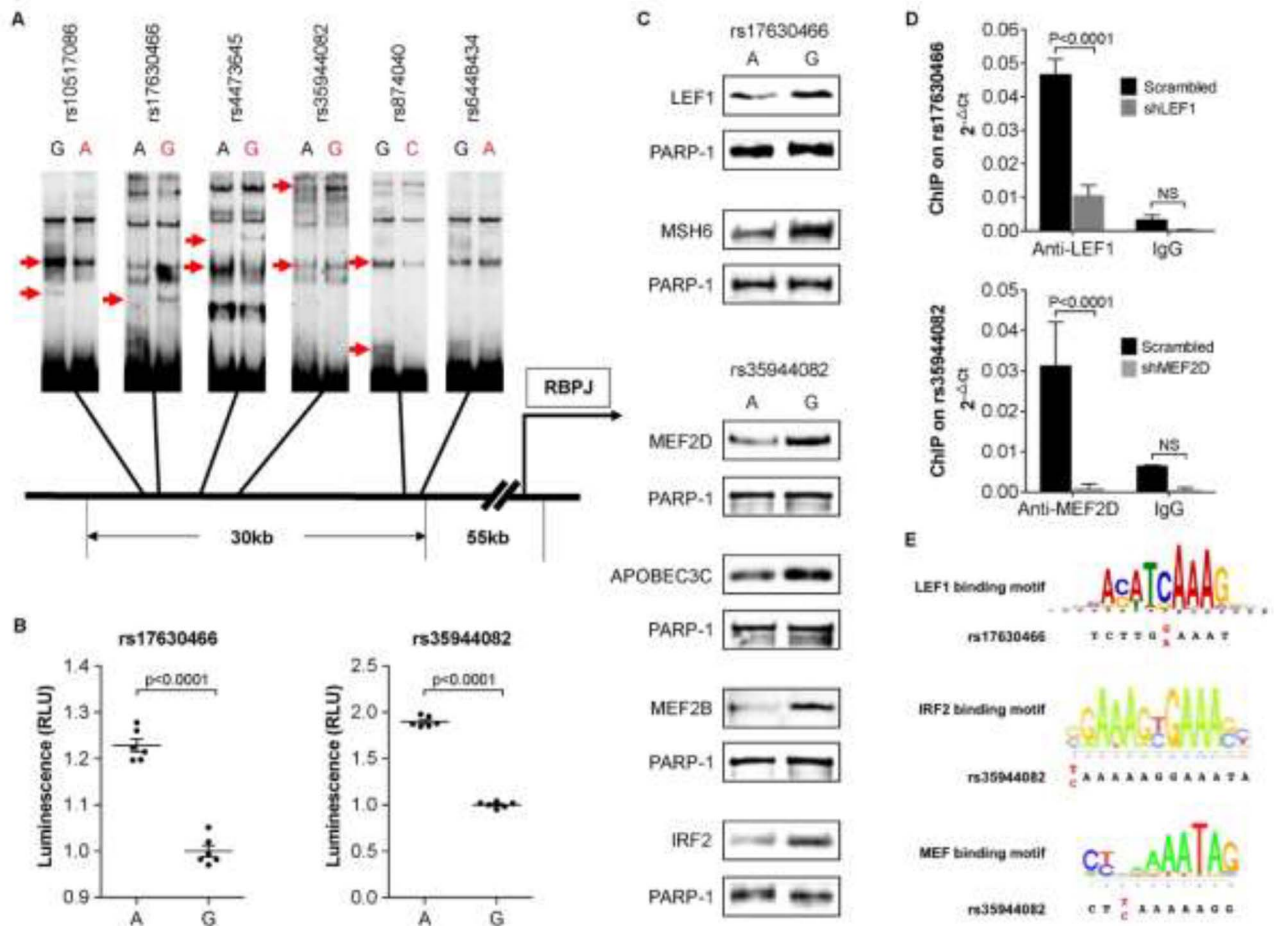 A
rs10517086
rs17630466
rs4473645
rs35544082
rs874040
rs6448434
G A
A G
A G
A G
G C
G A
RBPJ
30kb
55kb
B
rs17630466
Luminescence (RLU)
1.4
1.3
1.2
1.1
1.0
0.9
p<0.0001
A
G
rs35944082
Luminescence (RLU)
2.5
2.0
1.5
1.0
0.5
0.0
p<0.0001
A
G
C
rs17630466
A G
LEF1
PARP-1
MSH6
PARP-1
rs35944082
A G
MEF2D
PARP-1
APOBEC3C
PARP-1
MEF2B
PARP-1
IRF2
PARP-1
D
ChIP on rs17630466
2-ΔCt
0.06
0.05
0.04
0.03
0.02
0.01
0.00
P<0.0001
Scrambled
shLEF1
NS
Anti-LEF1
IgG
ChIP on rs35944082
2-ΔCt
0.05
0.04
0.03
0.02
0.01
0.00
P<0.0001
Scrambled
shMEF2D
NS
Anti-MEF2D
IgG
E
LEF1 binding motif
rs17630466
T C T T G G A A A T
A
IRF2 binding motif
rs35944082
T A A A A A G G A A A T A
C
MEF binding motif
rs35944082
C T T A A A A A G G
C